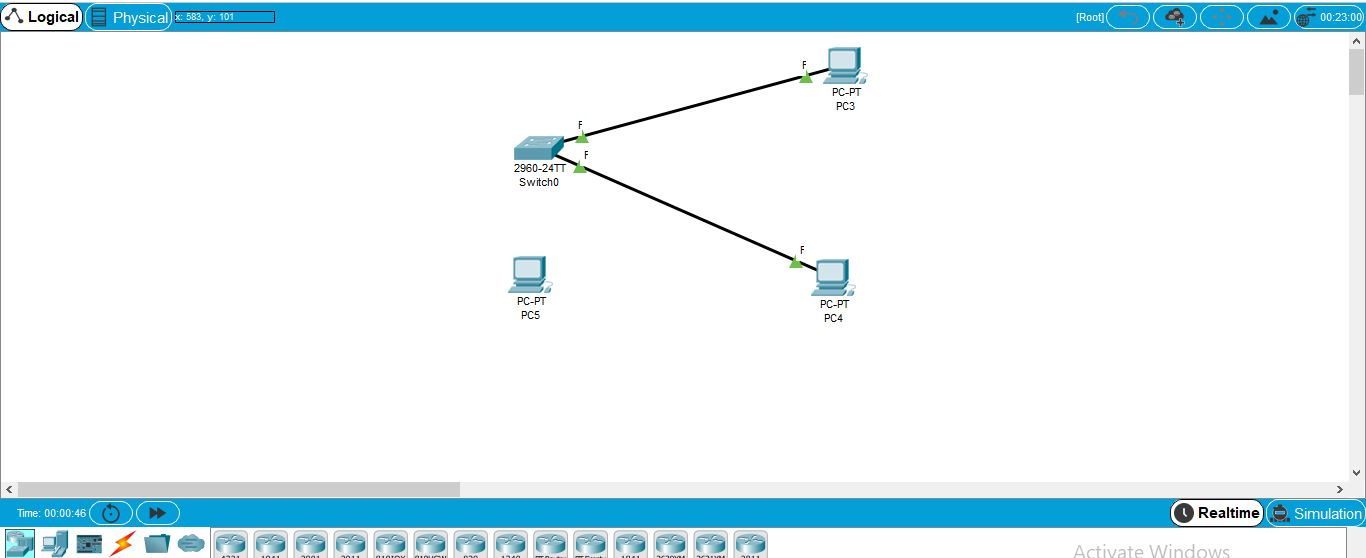 Logical
Physical
x: 583, y: 101
[Root]
00:23:00
F
PC-PT
PC3
F
F
2960-24TT
Switch0
F
PC-PT
PC5
PC-PT
PC4
Time: 00:00:46
Realtime
Simulation
Activate Windows